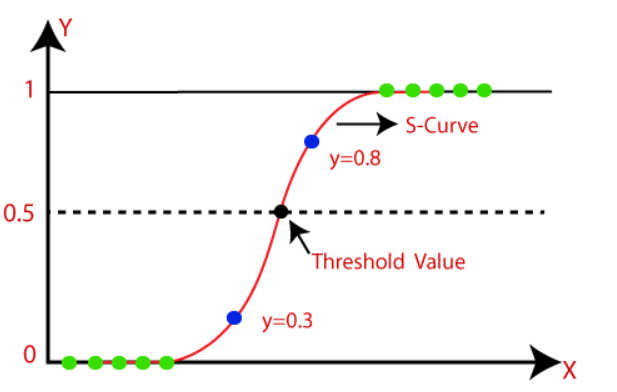 Y
1
S-Curve
y=0.8
0.5
Threshold Value
y=0.3
0
X